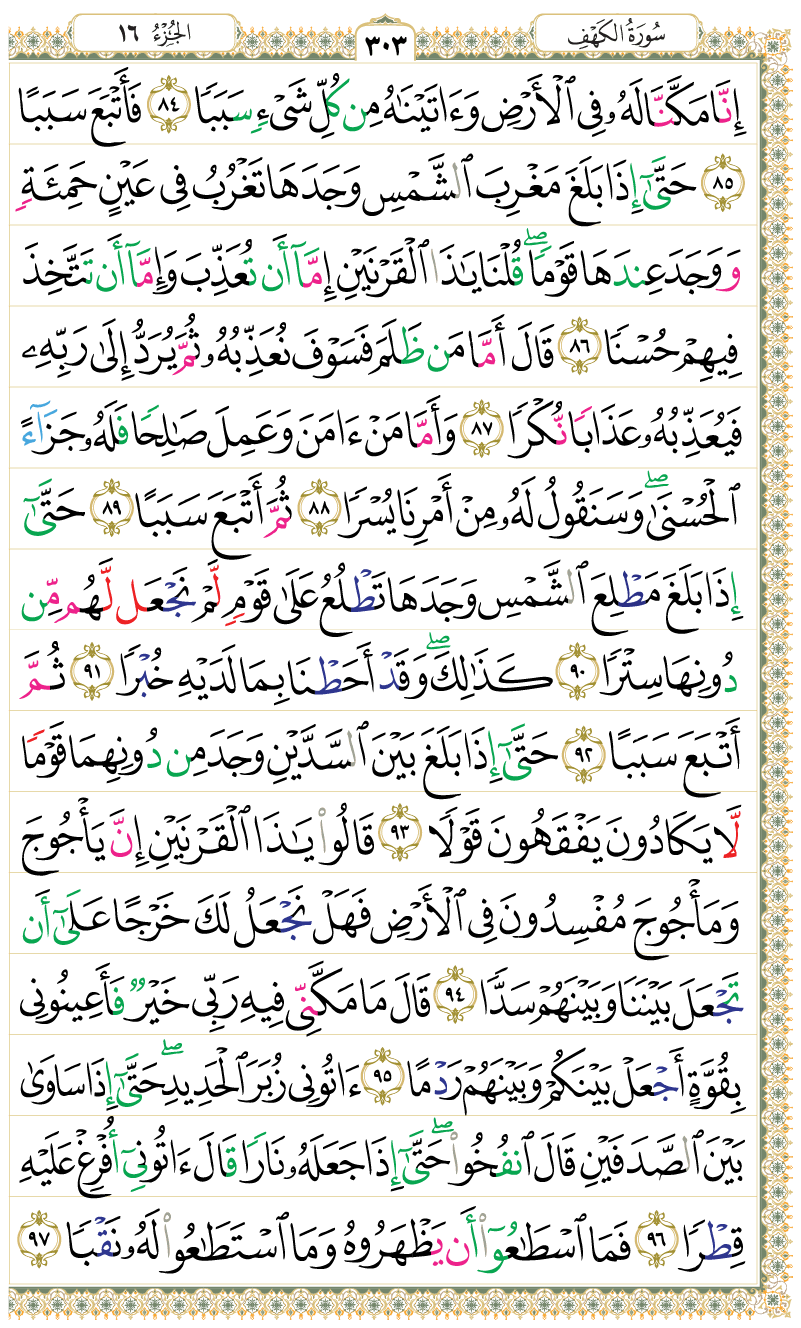 سُورَةُ الكَهْفِ ٣٠٣ الجُزْءُ ١٦
إِنَّا مَكَّنَّا لَهُۥ فِى ٱلْأَرْضِ وَءَاتَيْنَٰهُ مِن كُلِّ شَىْءٍ سَبَبًا ٨٤ فَأَتْبَعَ سَبَبًا
٨٥ حَتَّىٰٓ إِذَا بَلَغَ مَغْرِبَ ٱلشَّمْسِ وَجَدَهَا تَغْرُبُ فِى عَيْنٍ حَمِئَةٍ
وَوَجَدَ عِندَهَا قَوْمًا ۖ قُلْنَا يَٰذَا ٱلْقَرْنَيْنِ إِمَّآ أَن تُعَذِّبَ وَإِمَّآ أَن تَتَّخِذَ
فِيهِمْ حُسْنًا ٨٦ قَالَ أَمَّا مَن ظَلَمَ فَسَوْفَ نُعَذِّبُهُۥ ثُمَّ يُرَدُّ إِلَىٰ رَبِّهِۦ
فَيُعَذِّبُهُۥ عَذَابًا نُّكْرًا ٨٧ وَأَمَّا مَنْ ءَامَنَ وَعَمِلَ صَٰلِحًا فَلَهُۥ جَزَآءً
ٱلْحُسْنَىٰ ۖ وَسَنَقُولُ لَهُۥ مِنْ أَمْرِنَا يُسْرًا ٨٨ ثُمَّ أَتْبَعَ سَبَبًا ٨٩ حَتَّىٰٓ
إِذَا بَلَغَ مَطْلِعَ ٱلشَّمْسِ وَجَدَهَا تَطْلُعُ عَلَىٰ قَوْمٍ لَّمْ نَجْعَل لَّهُم مِّن
دُونِهَا سِتْرًا ٩٠ كَذَٰلِكَ ۖ وَقَدْ أَحَطْنَا بِمَا لَدَيْهِ خُبْرًا ٩١ ثُمَّ
أَتْبَعَ سَبَبًا ٩٢ حَتَّىٰٓ إِذَا بَلَغَ بَيْنَ ٱلسَّدَّيْنِ وَجَدَ مِن دُونِهِمَا قَوْمًا
لَّا يَكَادُونَ يَفْقَهُونَ قَوْلًا ٩٣ قَالُوا۟ يَٰذَا ٱلْقَرْنَيْنِ إِنَّ يَأْجُوجَ
وَمَأْجُوجَ مُفْسِدُونَ فِى ٱلْأَرْضِ فَهَلْ نَجْعَلُ لَكَ خَرْجًا عَلَىٰٓ أَن
تَجْعَلَ بَيْنَنَا وَبَيْنَهُمْ سَدًّا ٩٤ قَالَ مَا مَكَّنِّى فِيهِ رَبِّى خَيْرٌ فَأَعِينُونِى
بِقُوَّةٍ أَجْعَلْ بَيْنَكُمْ وَبَيْنَهُمْ رَدْمًا ٩٥ ءَاتُونِى زُبَرَ ٱلْحَدِيدِ ۖ حَتَّىٰٓ إِذَا سَاوَىٰ
بَيْنَ ٱلصَّدَفَيْنِ قَالَ ٱنفُخُوا۟ ۖ حَتَّىٰٓ إِذَا جَعَلَهُۥ نَارًا قَالَ ءَاتُونِىٓ أُفْرِغْ عَلَيْهِ
قِطْرًا ٩٦ فَمَا ٱسْطَٰعُوٓا۟ أَن يَظْهَرُوهُ وَمَا ٱسْتَطَٰعُوا۟ لَهُۥ نَقْبًا ٩٧